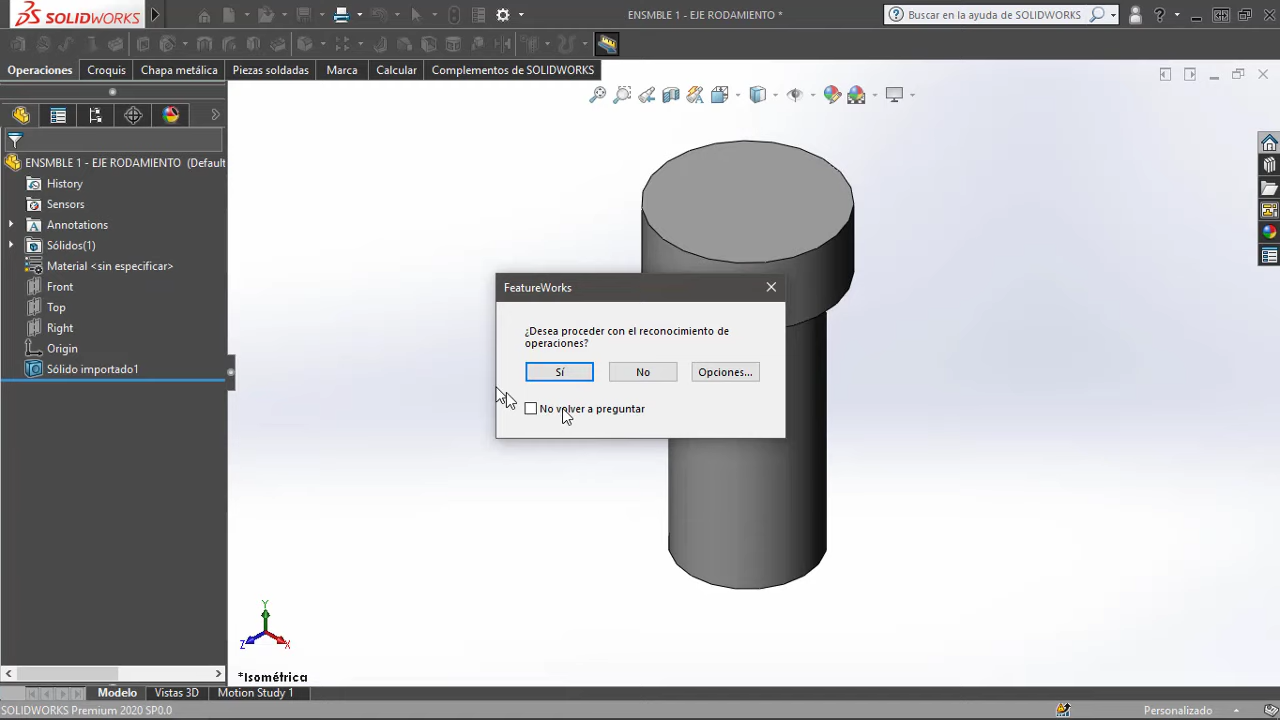 SOLIDWORKS
ENSMBLE 1 - EJE RODAMIENTO *
Buscar en la ayuda de SOLIDWORKS
Operaciones
Croquis
Chapa metálica
Piezas soldadas
Marca
Calcular
Complementos de SOLIDWORKS
ENSMBLE 1 - EJE RODAMIENTO (Default
History
Sensors
Annotations
Sólidos(1)
Material <sin especificar>
Front
Top
Right
Origin
Sólido importado1
FeatureWorks
¿Desea proceder con el reconocimiento de
operaciones?
Sí
No
Opciones...
No volver a preguntar
Y
Z
X
*Isométrica
Modelo
Vistas 3D
Motion Study 1
SOLIDWORKS Premium 2020 SP0.0
Personalizado